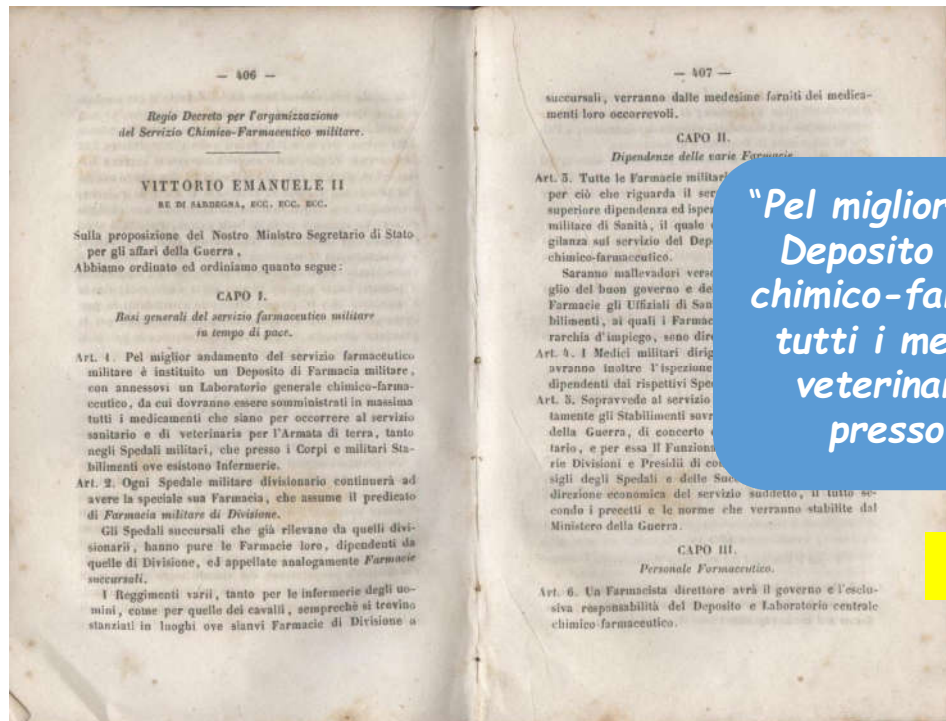 — 406 —
Regio Decreto per l'organizzazione
del Servizio Chimico-Farmaceutico militare.
VITTORIO EMANUELE II
RE DI SARDEGNA, ECC. ECC. ECC.
Sulla proposizione del Nostro Ministro Segretario di Stato
per gli affari della Guerra,
Abbiamo ordinato ed ordiniamo quanto segue:
CAPO I.
Basi generali del servizio farmaceutico militare
in tempo di pace.
Art. 1. Pel miglior andamento del servizio farmaceutico
militare è instituito un Deposito di Farmacia militare,
con annessovi un Laboratorio generale chimico-farma-
ceutico, da cui dovranno essere somministrati in massima
tutti i medicamenti che siano per occorrere al servizio
sanitario e di veterinaria per l'Armata di terra, tanto
negli Spedali militari, che presso i Corpi e militari Sta-
bilimenti ove esistono Infermerie.
Art. 2. Ogni Spedale militare divisionario continuerà ad
avere la speciale sua Farmacia, che assume il predicato
di Farmacia militare di Divisione.
Gli Spedali succursali che già rilevano da quelli divi-
sionarii, hanno pure le Farmacie loro, dipendenti da
quelle di Divisione, ed appellate analogamente Farmacie
succursali.
I Reggimenti varii, tanto per le infermerie degli uo-
mini, come per quelle dei cavalli, semprechè si trovino
stanziati in luoghi ove sianvi Farmacie di Divisione o
— 407 —
succursali, verranno dalle medesime forniti dei medica-
menti loro occorrevoli.
CAPO II.
Dipendenze delle varie Farmacie
Art. 3. Tutte le Farmacie militari
per ciò che riguarda il ser
superiore dipendenza ed ispe
militare di Sanità, il quale
gilanza sul servizio del Dep
chimico-farmaceutico.
Saranno mallevadori vers
glio del buon governo e de
Farmacie gli Uffiziali di San
bilimenti, ai quali i Farmac
rarchia d'impiego, sono dir
Art. 4. I Medici militari dirig
avranno inoltre l'ispezione
dipendenti dai rispettivi Spe
Art. 5. Sopravvede al servizio
tamente gli Stabilimenti sovr
della Guerra, di concerto
tario, e per essa Il Funziona
rie Divisioni e Presidii di co
sigli degli Spedali e delle Suc
direzione economica del servizio suddetto, il tutto se-
condo i precetti e le norme che verranno stabilite dal
Ministero della Guerra.
CAPO III.
Personale Farmaceutico.
Art. 6. Un Farmacista direttore avrà il governo e l'esclu-
siva responsabilità del Deposito e Laboratorio centrale
chimico-farmaceutico.
"Pel miglior
Deposito
chimico-fa
tutti i me
veterina
presso